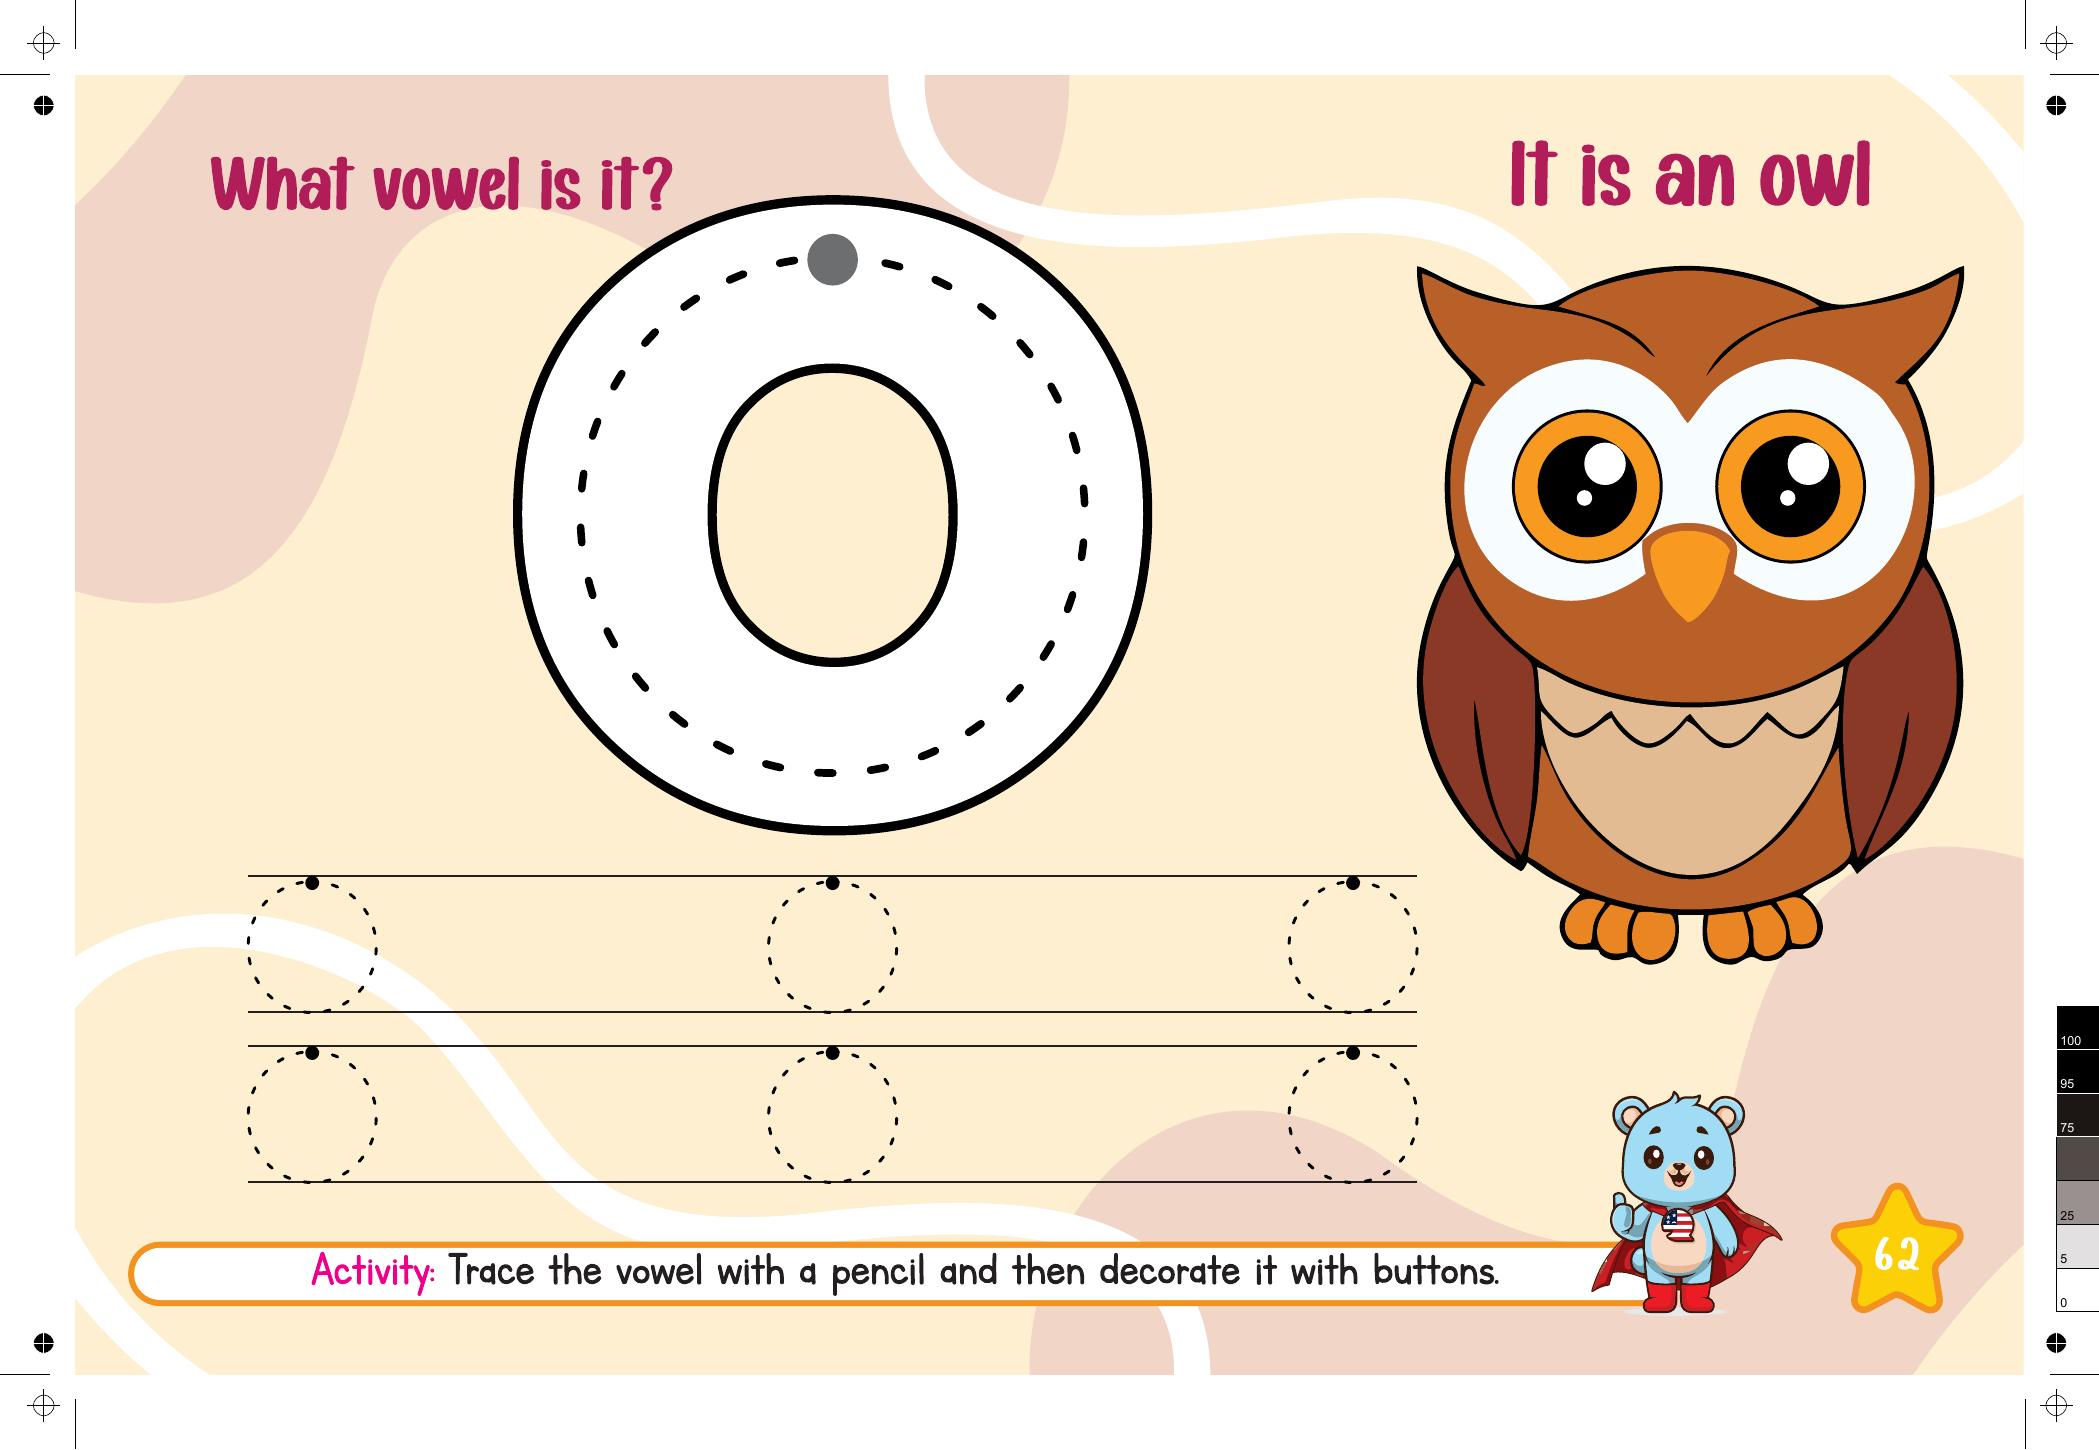 What vowel is it?
It is an owl
O
Activity: Trace the vowel with a pencil and then decorate it with buttons.
62
100
95
75
25
5
0